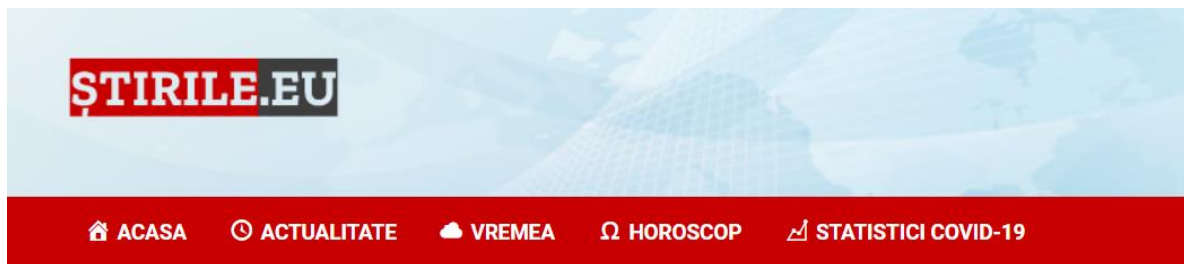 ȘTIRILE.EU
ACASA ACTUALITATE VREMEA Ω HOROSCOP STATISTICI COVID-19